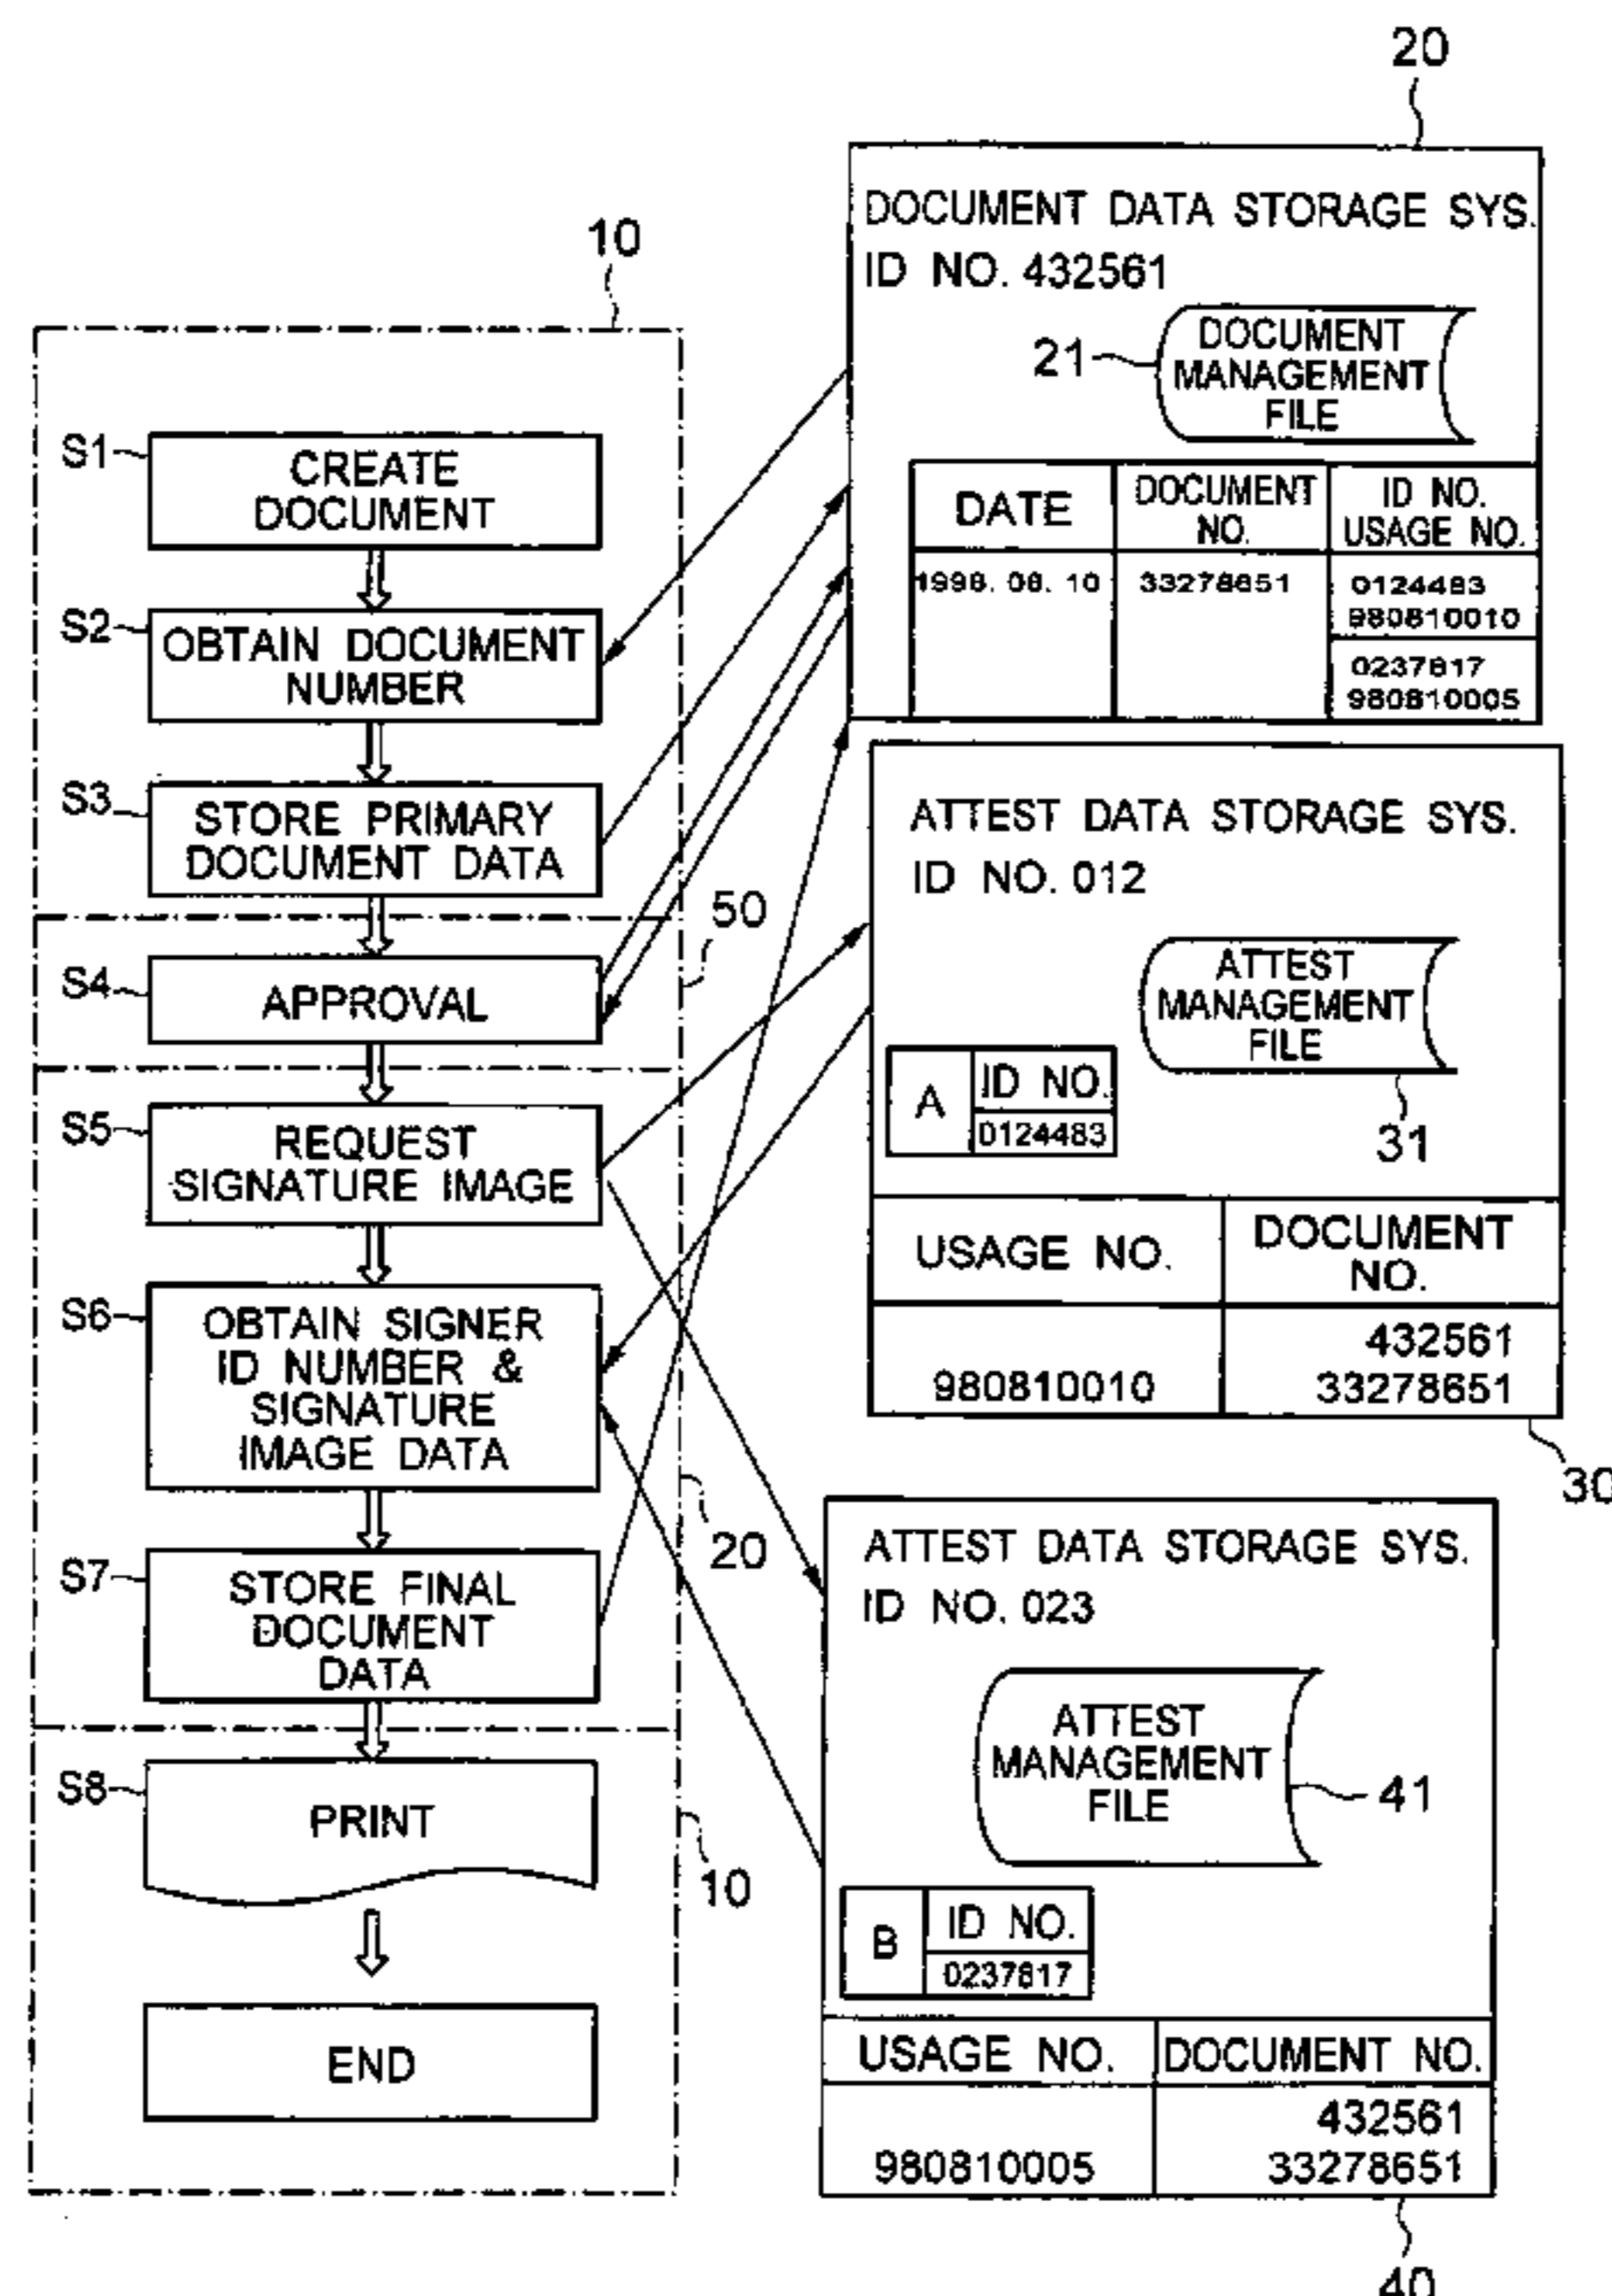 10
S1
CREATE
DOCUMENT
S2
OBTAIN DOCUMENT
NUMBER
S3
STORE PRIMARY
DOCUMENT DATA
50
S4
APPROVAL
S5
REQUEST
SIGNATURE IMAGE
S6
OBTAIN SIGNER
ID NUMBER &
SIGNATURE
IMAGE DATA
20
S7
STORE FINAL
DOCUMENT
DATA
S8
PRINT
10
END
20
DOCUMENT DATA STORAGE SYS.
ID NO. 432561
21
DOCUMENT
MANAGEMENT
FILE
DATE
DOCUMENT
NO.
ID NO.
USAGE NO.
1998. 08. 10
33278651
0124483
980810010
0237817
980810005
ATTEST DATA STORAGE SYS.
ID NO. 012
ATTEST
MANAGEMENT
FILE
31
A
ID NO.
0124483
USAGE NO.
DOCUMENT
NO.
980810010
432561
33278651
30
ATTEST DATA STORAGE SYS.
ID NO. 023
ATTEST
MANAGEMENT
FILE
41
B
ID NO.
0237817
USAGE NO.
DOCUMENT NO.
980810005
432561
33278651
40